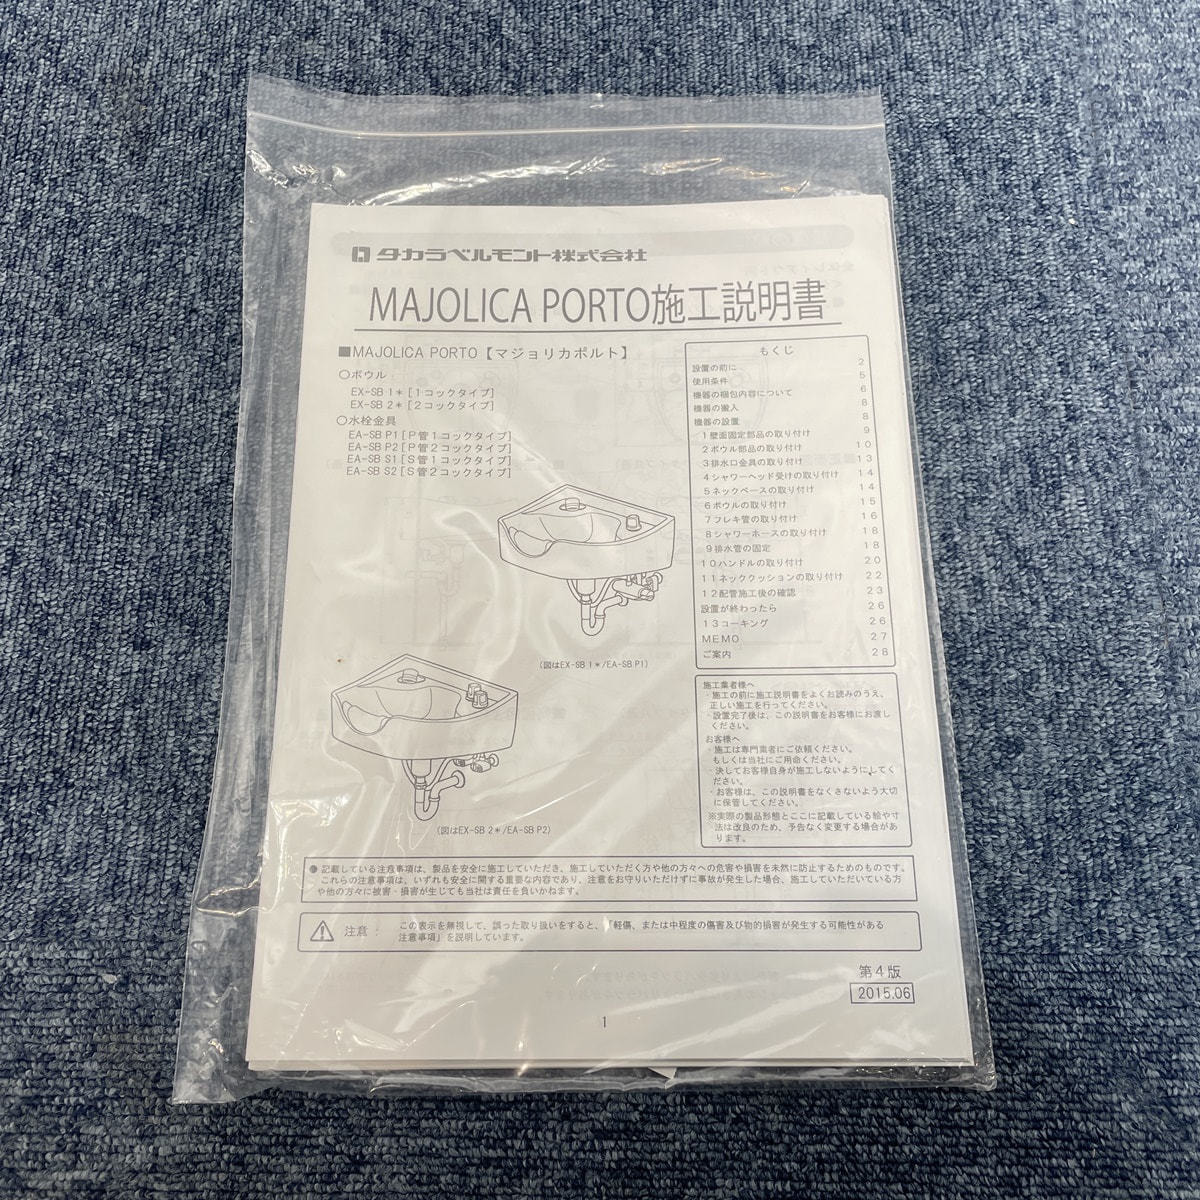 タカラベルモント株式会社
MAJOLICA PORTO施工説明書
■MAJOLICA PORTO【マジョリカポルト】
○ボウル
EX-SB 1＊[1コックタイプ]
EX-SB 2＊[2コックタイプ]
○水栓金具
EA-SB P1[P管1コックタイプ]
EA-SB P2[P管2コックタイプ]
EA-SB S1[S管1コックタイプ]
EA-SB S2[S管2コックタイプ]
もくじ
設置の前に 2
使用条件 5
機器の梱包内容について 6
機器の搬入 8
機器の設置 8
1壁面固定部品の取り付け 9
2ボウル部品の取り付け 10
3排水口金具の取り付け 13
4シャワーヘッド受けの取り付け 14
5ネックベースの取り付け 14
6ボウルの取り付け 15
7フレキ管の取り付け 16
8シャワーホースの取り付け 18
9排水管の固定 18
10ハンドルの取り付け 20
11ネッククッションの取り付け 22
12配管施工後の確認 23
設置が終わったら 26
13コーキング 26
MEMO 27
ご案内 28
(図はEX-SB 1＊/EA-SB P1)
(図はEX-SB 2＊/EA-SB P2)
施工業者様へ
・施工の前に施工説明書をよくお読みのうえ、
正しい施工を行ってください。
・設置完了後は、この説明書をお客様にお渡し
ください。
お客様へ
・施工は専門業者にご依頼ください。
もしくは当社にご用命ください。
・決してお客様自身が施工しないようにしてく
ださい。
・お客様は、この説明書をなくさないよう大切
に保管してください。
※実際の製品形態とここに記載している絵や寸
法は改良のため、予告なく変更する場合があ
ります。
●記載している注意事項は、製品を安全に施工していただき、施工していただく方や他の方々への危害や損害を未然に防止するためのものです。
これらの注意事項は、いずれも安全に関する重要な内容であり、注意をお守りいただけずに事故が発生した場合、施工していただいている方
や他の方々に被害・損害が生じても当社は責任を負いかねます。
注意： この表示を無視して、誤った取り扱いをすると、「軽傷、または中程度の傷害及び物的損害が発生する可能性がある
注意事項」を説明しています。
第4版
2015.06
1